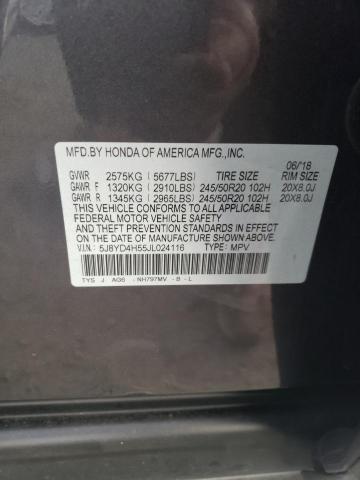 MFD.BY HONDA OF AMERICA MFG.,INC.
06/18
GVWR 2575KG (5677LBS) TIRE SIZE RIM SIZE
GAWR F 1320KG (2910LBS) 245/50R20 102H 20X8.0J
GAWR R 1345KG (2965LBS) 245/50R20 102H 20X8.0J
THIS VEHICLE CONFORMS TO ALL APPLICABLE
FEDERAL MOTOR VEHICLE SAFETY
AND THEFT PREVENTION STANDARDS IN EFFECT
ON THE DATE OF MANUFACTURE SHOWN ABOVE.
V.I.N.: 5J8YD4H55JL024116 TYPE: MPV
TYS J AG6 NH797MV -B -L